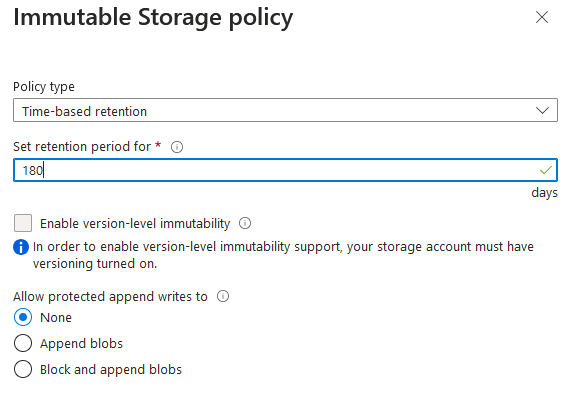 Immutable Storage policy
Policy type
Time-based retention
Set retention period for *
180
days
Enable version-level immutability
In order to enable version-level immutability support, your storage account must have
versioning turned on.
Allow protected append writes to
None
Append blobs
Block and append blobs